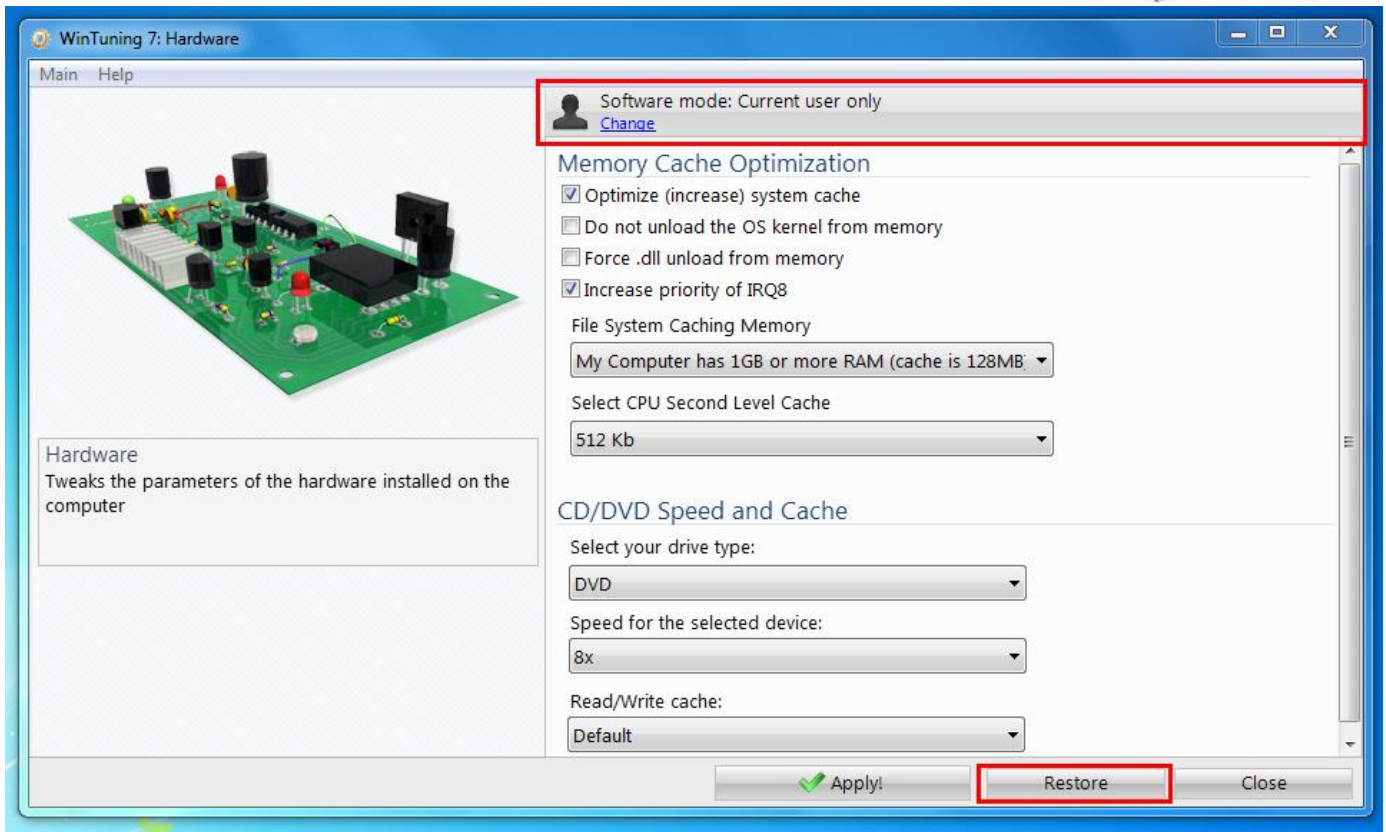 WinTuning 7: Hardware
Main Help
Software mode: Current user only
Change
Memory Cache Optimization
Optimize (increase) system cache
Do not unload the OS kernel from memory
Force .dll unload from memory
Increase priority of IRQ8
File System Caching Memory
My Computer has 1GB or more RAM (cache is 128MB
Select CPU Second Level Cache
512 Kb
Hardware
Tweaks the parameters of the hardware installed on the
computer
CD/DVD Speed and Cache
Select your drive type:
DVD
Speed for the selected device:
8x
Read/Write cache:
Default
Apply!
Restore
Close